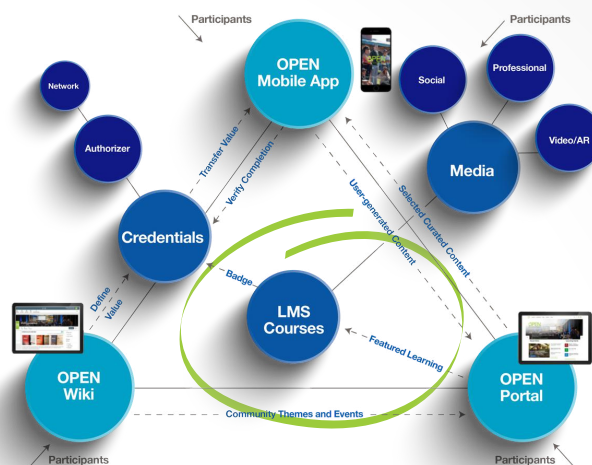 Participants
Participants
OPEN
Mobile App
Social
Professional
Network
Authorizer
Video/AR
Media
Transfer Value
Verify Completion
User-generated Content
Selected Curated Content
Credentials
Badge
Define
Value
LMS
Courses
Featured Learning
OPEN
Wiki
OPEN
Portal
Community Themes and Events
Participants
Participants